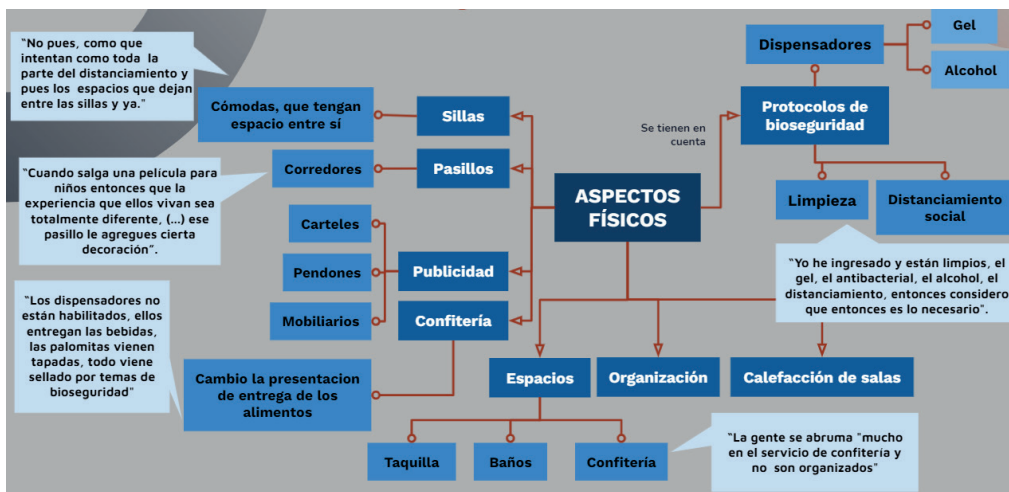 "No pues, como que
intentan como toda la
parte del distanciamiento y
pues los espacios que dejan
entre las sillas y ya."
Cómodas, que tengan
espacio entre sí
Sillas
Corredores
Pasillos
"Cuando salga una película para
niños entonces que la
experiencia que ellos vivan sea
totalmente diferente, (...) ese
pasillo le agregues cierta
decoración".
Carteles
Pendones
Mobiliarios
Publicidad
Confitería
"Los dispensadores no
están habilitados, ellos
entregan las bebidas,
las palomitas vienen
tapadas, todo viene
sellado por temas de
bioseguridad"
Cambio la presentacion
de entrega de los
alimentos
ASPECTOS
FÍSICOS
Se tienen en
cuenta
Protocolos de
bioseguridad
Dispensadores
Gel
Alcohol
Limpieza
Distanciamiento
social
"Yo he ingresado y están limpios, el
gel, el antibacterial, el alcohol, el
distanciamiento, entonces considero
que entonces es lo necesario".
Espacios
Organización
Calefacción de salas
Taquilla
Baños
Confitería
"La gente se abruma "mucho
en el servicio de confitería y
no son organizados"